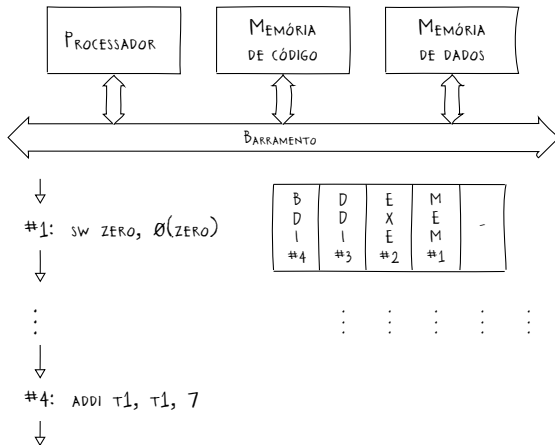 PROCESSADOR
MEMÓRIA
DE CÓDIGO
MEMÓRIA
DE DADOS
BARRAMENTO
#1: SW ZERO, Ø(ZERO)
B D E M
D D X E
I I E M
#4 #3 #2 #1 -
#4: ADDI T1, T1, 7